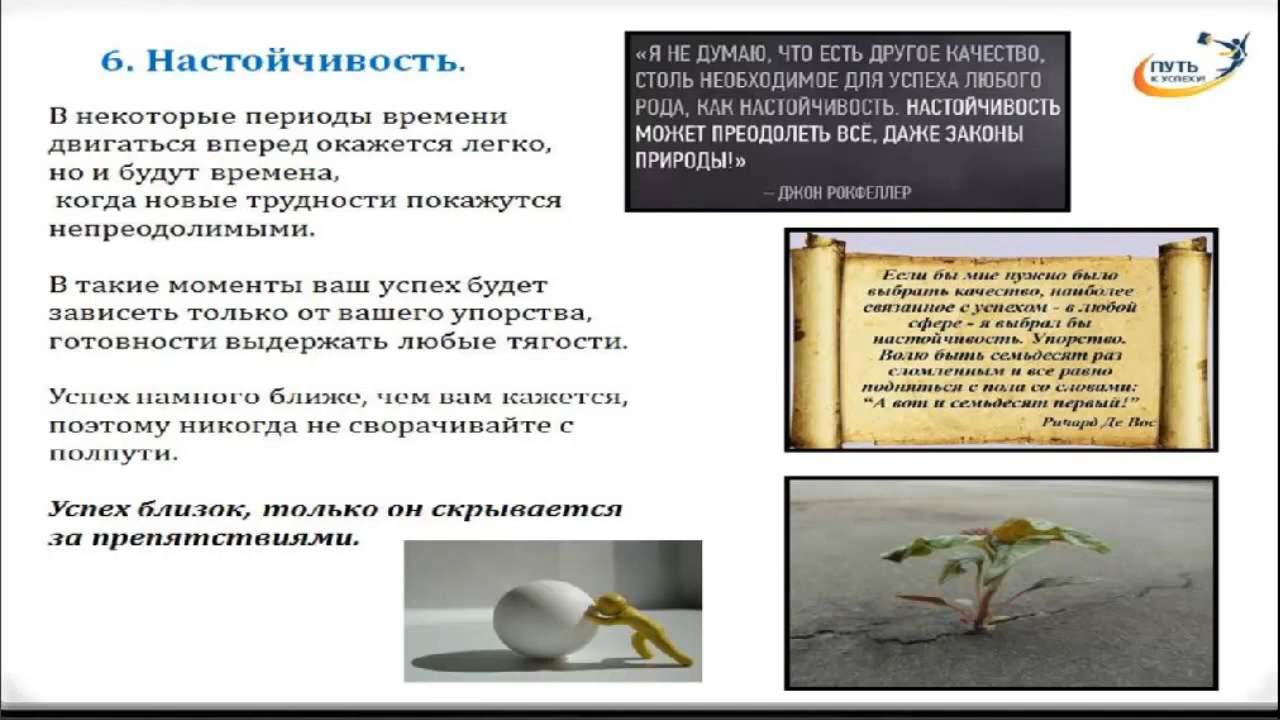 6. Настойчивость.
В некоторые периоды времени
двигаться вперед окажется легко,
но и будут времена,
когда новые трудности покажутся
непреодолимыми.
В такие моменты ваш успех будет
зависеть только от вашего упорства,
готовности выдержать любые тягости.
Успех намного ближе, чем вам кажется,
поэтому никогда не сворачивайте с
полпути.
Успех близок, только он скрывается
за препятствиями.
«Я НЕ ДУМАЮ, ЧТО ЕСТЬ ДРУГОЕ КАЧЕСТВО,
СТОЛЬ НЕОБХОДИМОЕ ДЛЯ УСПЕХА ЛЮБОГО
РОДА, КАК НАСТОЙЧИВОСТЬ. НАСТОЙЧИВОСТЬ
МОЖЕТ ПРЕОДОЛЕТЬ ВСЁ, ДАЖЕ ЗАКОНЫ
ПРИРОДЫ!»
– ДЖОН РОКФЕЛЛЕР
ПУТЬ
К УСПЕХУ!
Если бы мне нужно было
выбрать качество, наиболее
связанное с успехом - в любой
сфере - я выбрал бы
настойчивость. Упорство.
Волю быть семьдесят раз
сломленным и все равно
подняться с пола со словами:
“А вот и семьдесят первый!”
Ричард Де Вос